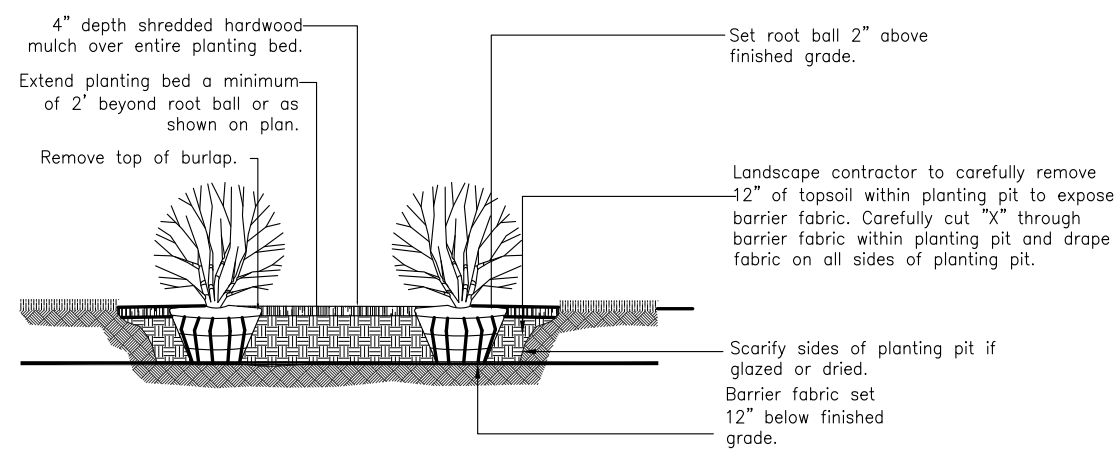 4” depth shredded hardwood
mulch over entire planting bed.
Extend planting bed a minimum
of 2’ beyond root ball or as
shown on plan.
Remove top of burlap.
Set root ball 2” above
finished grade.
Landscape contractor to carefully remove
12” of topsoil within planting pit to expose
barrier fabric. Carefully cut ”X” through
barrier fabric within planting pit and drape
fabric on all sides of planting pit.
Scarify sides of planting pit if
glazed or dried.
Barrier fabric set
12” below finished
grade.